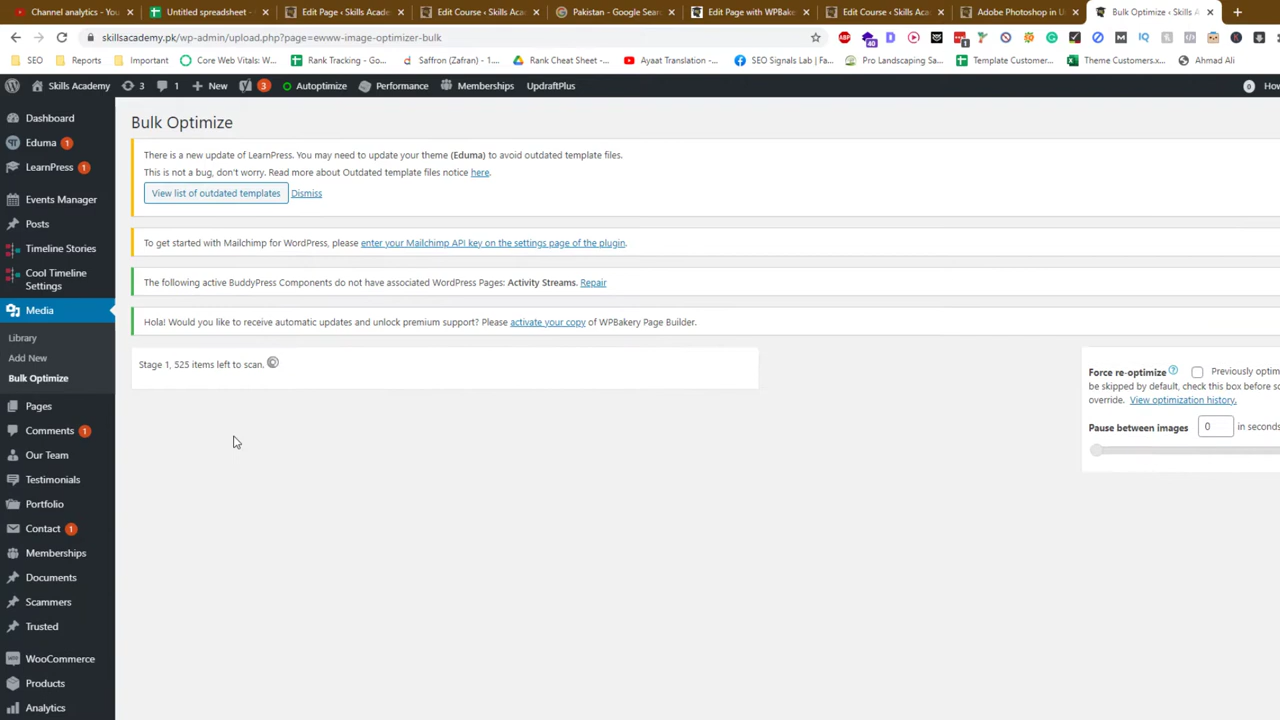 Channel analytics - You
Untitled spreadsheet -
Edit Page ‹ Skills Acade
Edit Course ‹ Skills Aca
Pakistan - Google Sear
Edit Page with WPBake
Edit Course ‹ Skills Aca
Adobe Photoshop in U
Bulk Optimize ‹ Skills A
skillsacademy.pk/wp-admin/upload.php?page=ewww-image-optimizer-bulk
SEO
Reports
Important
Core Web Vitals
Rank Tracking - Go...
Saffron (Zafran) - 1....
Rank Cheat Sheet -...
Ayaat Translation -...
SEO Signals Lab | Fa...
Pro Landscaping Sa...
Template Customer...
Theme Customers.x...
Ahmad Ali
Skills Academy
3
1
New
3
Autoptimize
Performance
Memberships
UpdraftPlus
0
How
Dashboard
Eduma 1
LearnPress 1
Events Manager
Posts
Timeline Stories
Cool Timeline
Settings
Media
Library
Add New
Bulk Optimize
Pages
Comments 1
Our Team
Testimonials
Portfolio
Contact 1
Memberships
Documents
Scammers
Trusted
WooCommerce
Products
Analytics
Bulk Optimize
There is a new update of LearnPress. You may need to update your theme (Eduma) to avoid outdated template files.
This is not a bug, don't worry. Read more about Outdated template files notice here.
View list of outdated templates Dismiss
To get started with Mailchimp for WordPress, please enter your Mailchimp API key on the settings page of the plugin.
The following active BuddyPress Components do not have associated WordPress Pages: Activity Streams. Repair
Hola! Would you like to receive automatic updates and unlock premium support? Please activate your copy of WPBakery Page Builder.
Stage 1, 525 items left to scan.
Force re-optimize Previously optim
be skipped by default, check this box before sc
override. View optimization history.
Pause between images 0 in seconds